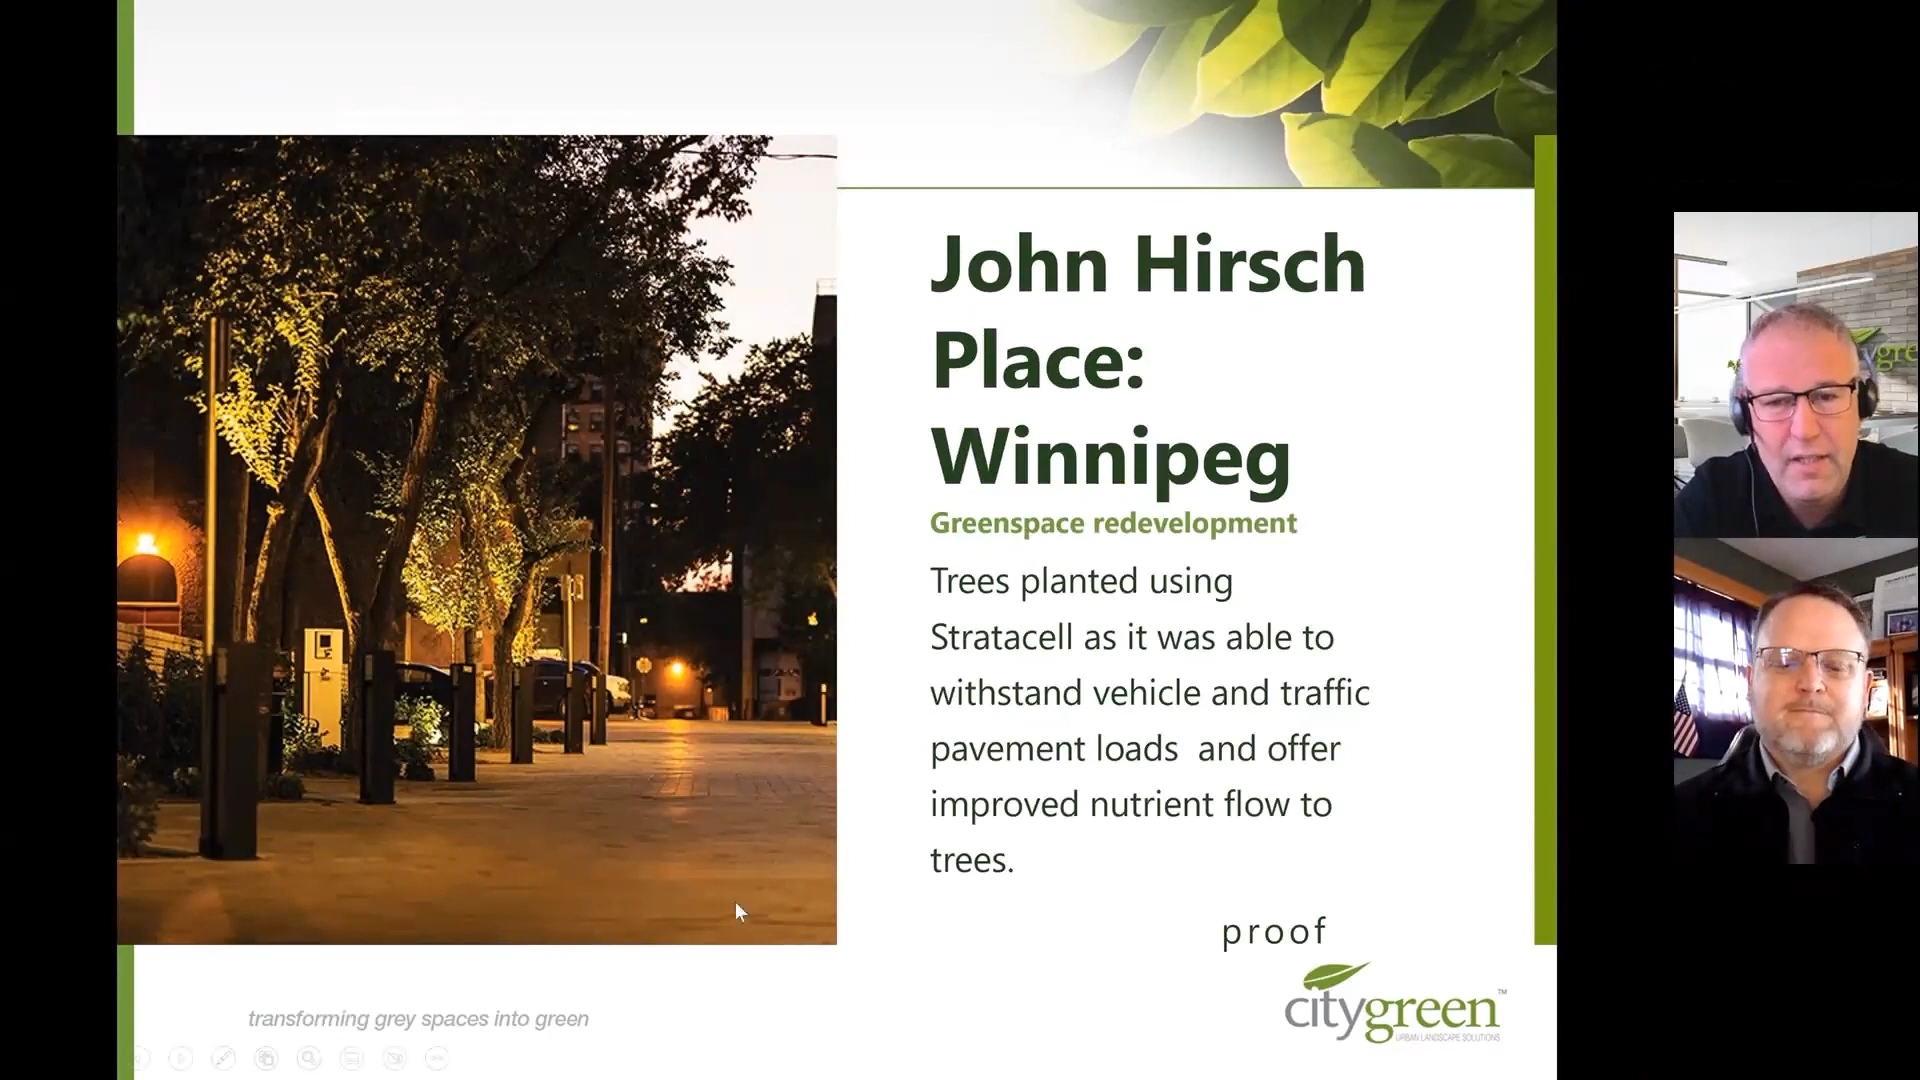 John Hirsch
Place:
Winnipeg
Greenspace redevelopment
Trees planted using
Stratacell as it was able to
withstand vehicle and traffic
pavement loads  and offer
improved nutrient flow to
trees.
proof
citygreen™
URBAN LANDSCAPE SOLUTIONS
transforming grey spaces into green